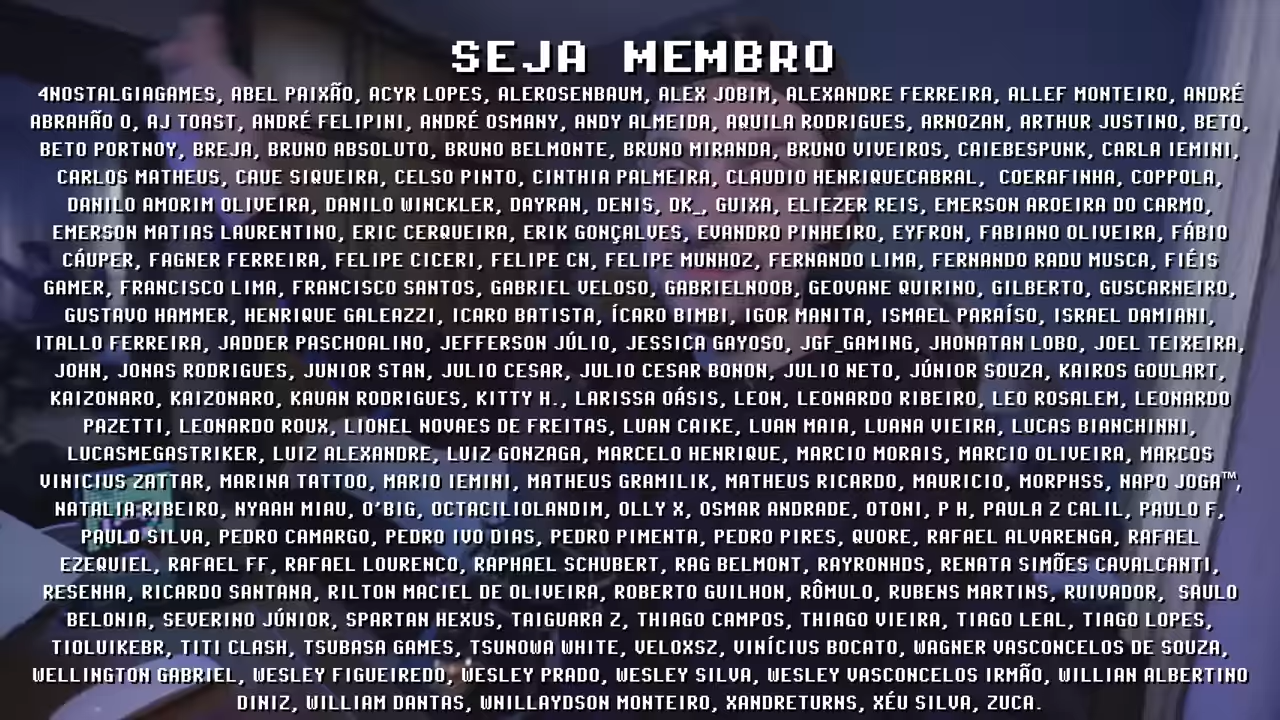 SEJA MEMBRO
4NOSTALGIAGAMES, ABEL PAIXÃO, ACYR LOPES, ALEROSENBAUM, ALEX JOBIM, ALEXANDRE FERREIRA, ALLEF MONTEIRO, ANDRÉ
ABRAHÃO O, AJ TOAST, ANDRÉ FELIPINI, ANDRÉ OSMANY, ANDY ALMEIDA, AQUILA RODRIGUES, ARNOZAN, ARTHUR JUSTINO, BETO,
BETO PORTNOY, BREJA, BRUNO ABSOLUTO, BRUNO BELMONTE, BRUNO MIRANDA, BRUNO VIVEIROS, CAIEBESPUNK, CARLA IEMINI,
CARLOS MATHEUS, CAUE SIQUEIRA, CELSO PINTO, CINTHIA PALMEIRA, CLAUDIO HENRIQUECABRAL, COERAFINHA, COPPOLA,
DANILO AMORIM OLIVEIRA, DANILO WINCKLER, DAYRAN, DENIS, DK_, GUIXA, ELIEZER REIS, EMERSON AROEIRA DO CARMO,
EMERSON MATIAS LAURENTINO, ERIC CERQUEIRA, ERIK GONÇALVES, EVANDRO PINHEIRO, EYFRON, FABIANO OLIVEIRA, FÁBIO
CÁUPER, FAGNER FERREIRA, FELIPE CICERI, FELIPE CN, FELIPE MUNHOZ, FERNANDO LIMA, FERNANDO RADU MUSCA, FIÉIS
GAMER, FRANCISCO LIMA, FRANCISCO SANTOS, GABRIEL VELOSO, GABRIELNOOB, GEOVANE QUIRINO, GILBERTO, GUSCARNEIRO,
GUSTAVO HAMMER, HENRIQUE GALEAZZI, ICARO BATISTA, ÍCARO BIMBI, IGOR MANITA, ISMAEL PARAÍSO, ISRAEL DAMIANI,
ITALLO FERREIRA, JADDER PASCHOALINO, JEFFERSON JÚLIO, JESSICA GAYOSO, JGF_GAMING, JHONATAN LOBO, JOEL TEIXEIRA,
JOHN, JONAS RODRIGUES, JUNIOR STAN, JULIO CESAR, JULIO CESAR BONON, JULIO NETO, JÚNIOR SOUZA, KAIROS GOULART,
KAIZONARO, KAIZONARO, KAUAN RODRIGUES, KITTY H., LARISSA OÁSIS, LEON, LEONARDO RIBEIRO, LEO ROSALEM, LEONARDO
PAZETTI, LEONARDO ROUX, LIONEL NOVAES DE FREITAS, LUAN CAIKE, LUAN MAIA, LUANA VIEIRA, LUCAS BIANCHINNI,
LUCASMEGASTRIKER, LUIZ ALEXANDRE, LUIZ GONZAGA, MARCELO HENRIQUE, MARCIO MORAIS, MARCIO OLIVEIRA, MARCOS
VINICIUS ZATTAR, MARINA TATTOO, MARIO IEMINI, MATHEUS GRAMILIK, MATHEUS RICARDO, MAURICIO, MORPHSS, NAPO JOGA™,
NATALIA RIBEIRO, NYAAH MIAU, O'BIG, OCTACILIOLANDIM, OLLY X, OSMAR ANDRADE, OTONI, P H, PAULA Z CALIL, PAULO F,
PAULO SILVA, PEDRO CAMARGO, PEDRO IVO DIAS, PEDRO PIMENTA, PEDRO PIRES, QUORE, RAFAEL ALVARENGA, RAFAEL
EZEQUIEL, RAFAEL FF, RAFAEL LOURENCO, RAPHAEL SCHUBERT, RAG BELMONT, RAYRONHDS, RENATA SIMÕES CAVALCANTI,
RESENHA, RICARDO SANTANA, RILTON MACIEL DE OLIVEIRA, ROBERTO GUILHON, RÔMULO, RUBENS MARTINS, RUIVADOR, SAULO
BELONIA, SEVERINO JÚNIOR, SPARTAN HEXUS, TAIGUARA Z, THIAGO CAMPOS, THIAGO VIEIRA, TIAGO LEAL, TIAGO LOPES,
TIOLUIKEBR, TITI CLASH, TSUBASA GAMES, TSUNOWA WHITE, VELOXSZ, VINÍCIUS BOCATO, WAGNER VASCONCELOS DE SOUZA,
WELLINGTON GABRIEL, WESLEY FIGUEIREDO, WESLEY PRADO, WESLEY SILVA, WESLEY VASCONCELOS IRMÃO, WILLIAN ALBERTINO
DINIZ, WILLIAM DANTAS, WNILLAYDSON MONTEIRO, XANDRETURNS, XÉU SILVA, ZUCA.